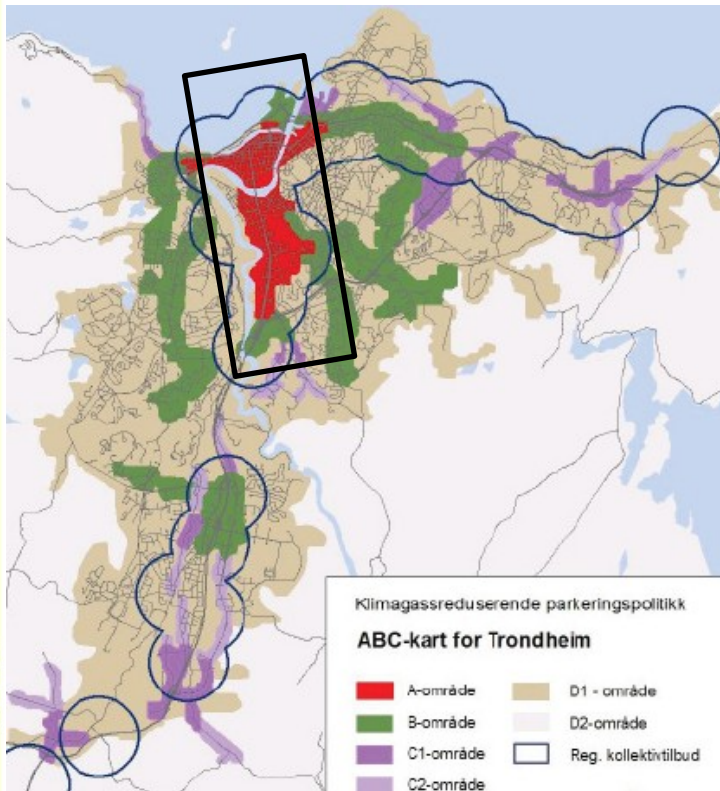 Klimagassreduserende parkeringspolitikk
ABC-kart for Trondheim
A-område
D1 - område
B-område
D2-område
C1-område
Reg. kollektivtilbud
C2-område